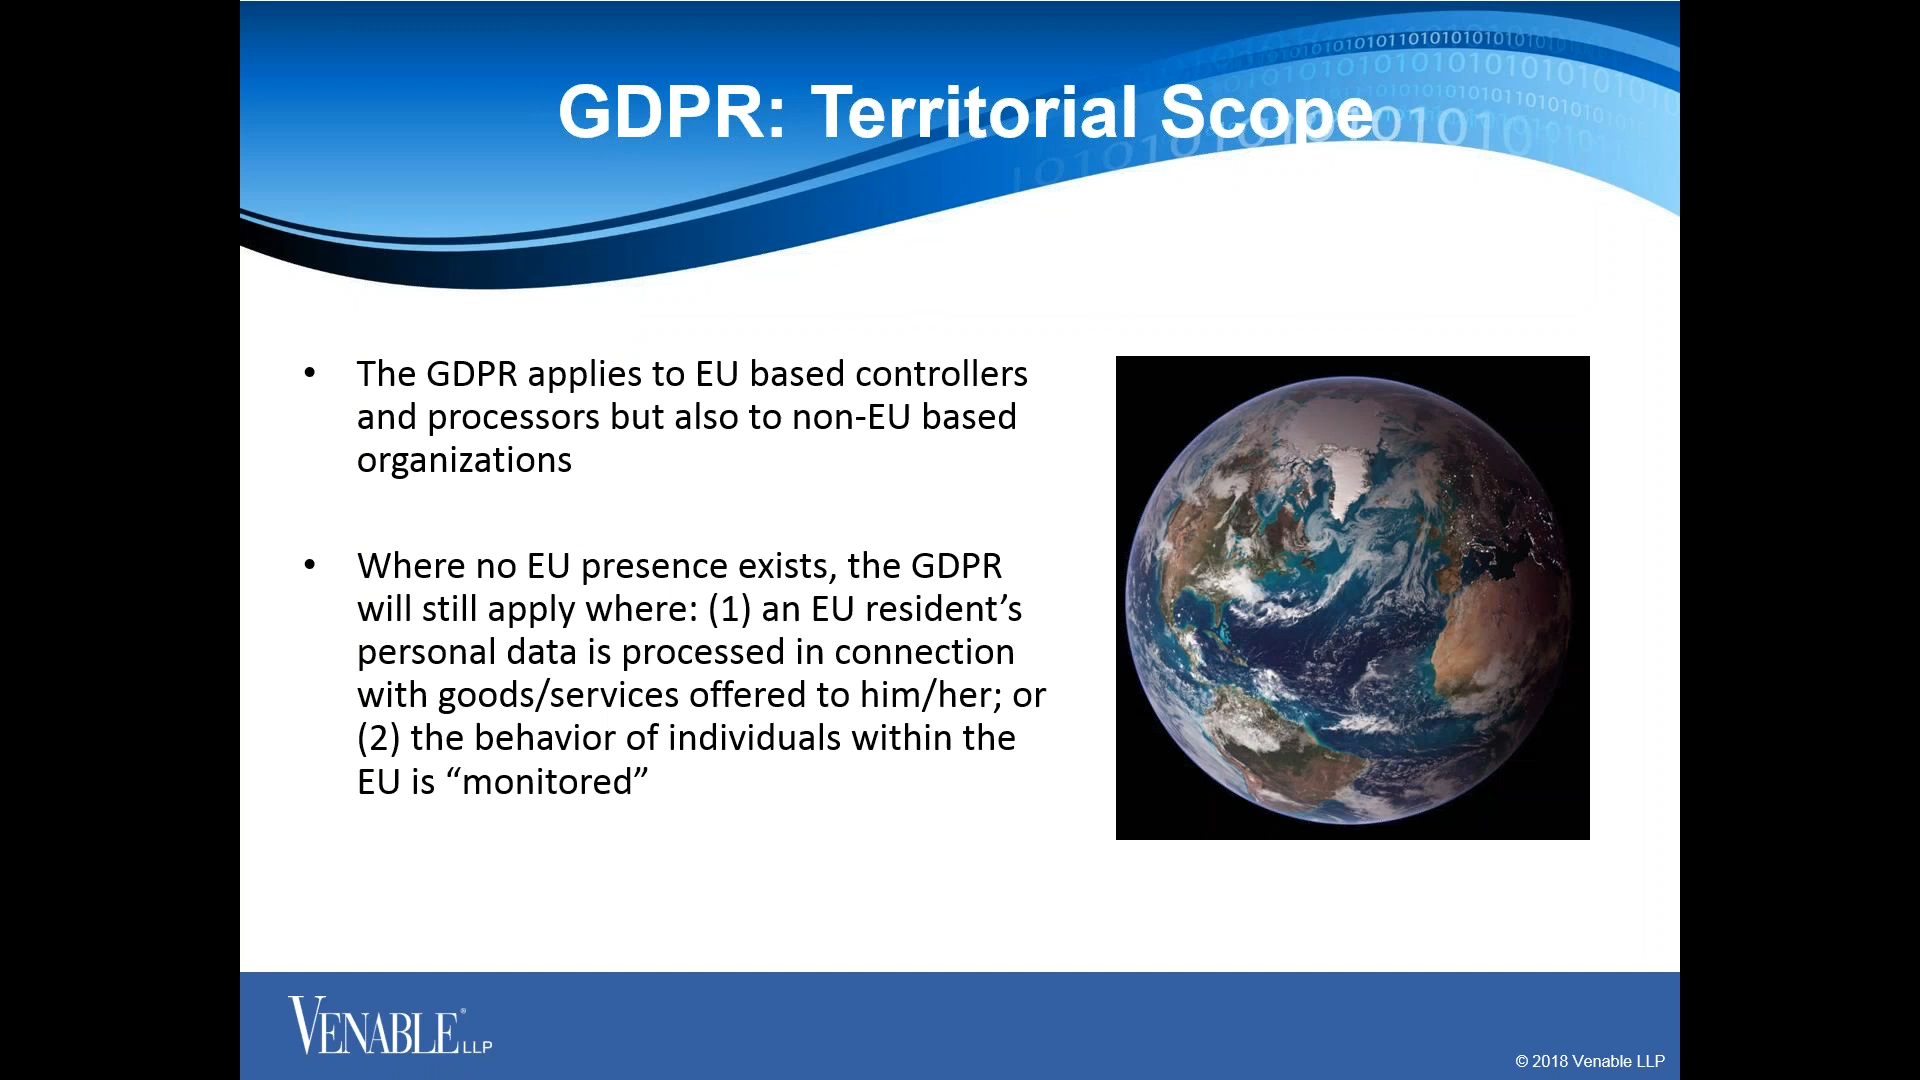 GDPR: Territorial Scope
• The GDPR applies to EU based controllers
and processors but also to non-EU based
organizations
• Where no EU presence exists, the GDPR
will still apply where: (1) an EU resident’s
personal data is processed in connection
with goods/services offered to him/her; or
(2) the behavior of individuals within the
EU is “monitored”
VENABLE® LLP
© 2018 Venable LLP